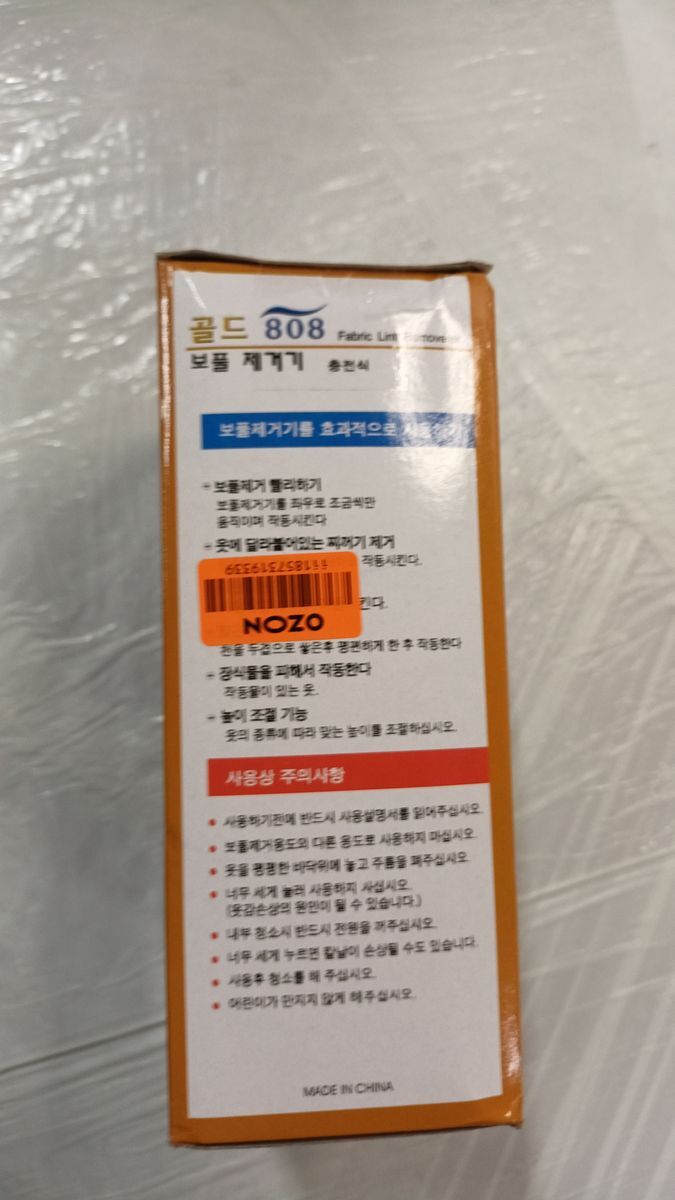 골드 808 Fabric Lint Remover
보풀 제거기 충전식
보풀제거기를 효과적으로 사용하기
보풀제거 빨리하기
보풀제거기를 좌우로 조금씩만
움직이며 작동시킨다
옷에 달라붙어있는 찌꺼기 제거
작동시킨다.
킨다.
ii1857319339
OZON
천을 두겹으로 쌓은후 평편하게 한 후 작동한다
장식물을 피해서 작동한다
작동물이 있는 옷.
높이 조절 기능
옷의 종류에 따라 맞는 높이를 조절하십시오.
사용상 주의사항
사용하기전에 반드시 사용설명서를 읽어주십시오.
보풀제거용도외 다른 용도로 사용하지 마십시오.
옷을 평평한 바닥위에 놓고 주름을 펴주십시오
너무 세게 눌러 사용하지 사십시오.
(옷감손상의 원인이 될 수 있습니다.)
내부 청소시 반드시 전원을 꺼주십시오.
너무 세게 누르면 칼날이 손상될 수도 있습니다.
사용후 청소를 해 주십시오.
어린이가 만지지 않게 해주십시오.
MADE IN CHINA